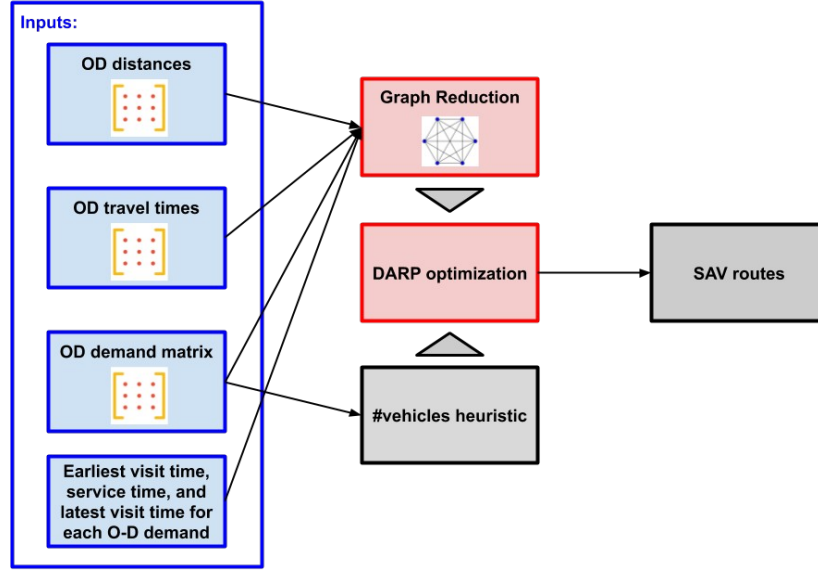 Inputs:
OD distances
OD travel times
OD demand matrix
Earliest visit time,
service time, and
latest visit time for
each O-D demand
Graph Reduction
DARP optimization
#vehicles heuristic
SAV routes